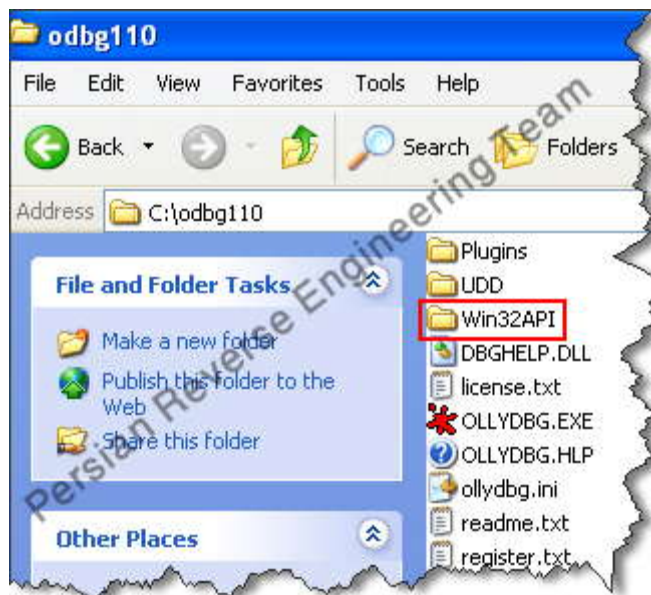 odbg110
File Edit View Favorites Tools Help
Back Search Folders
Address C:\odbg110
File and Folder Tasks
Make a new folder
Publish this folder to the
Web
Share this folder
Other Places
Plugins
UDD
Win32API
DBGHELP.DLL
license.txt
OLLYDBG.EXE
OLLYDBG.HLP
ollydbg.ini
readme.txt
register.txt
Persian Reverse Engineering Team